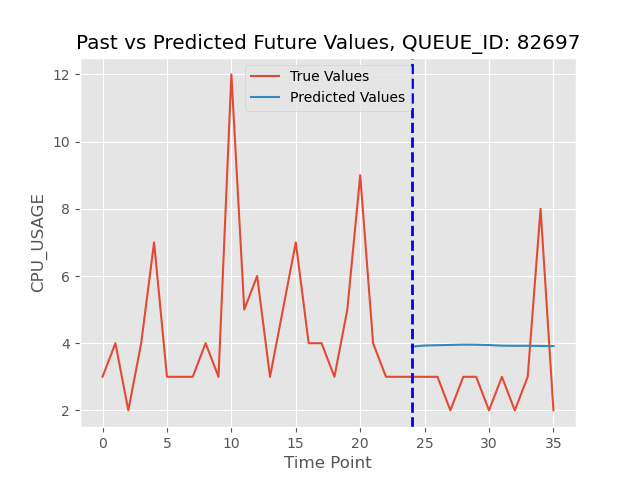 Past vs Predicted Future Values, QUEUE_ID: 82697
True Values
Predicted Values
12
10
8
6
4
2
CPU_USAGE
0 5 10 15 20 25 30 35
Time Point